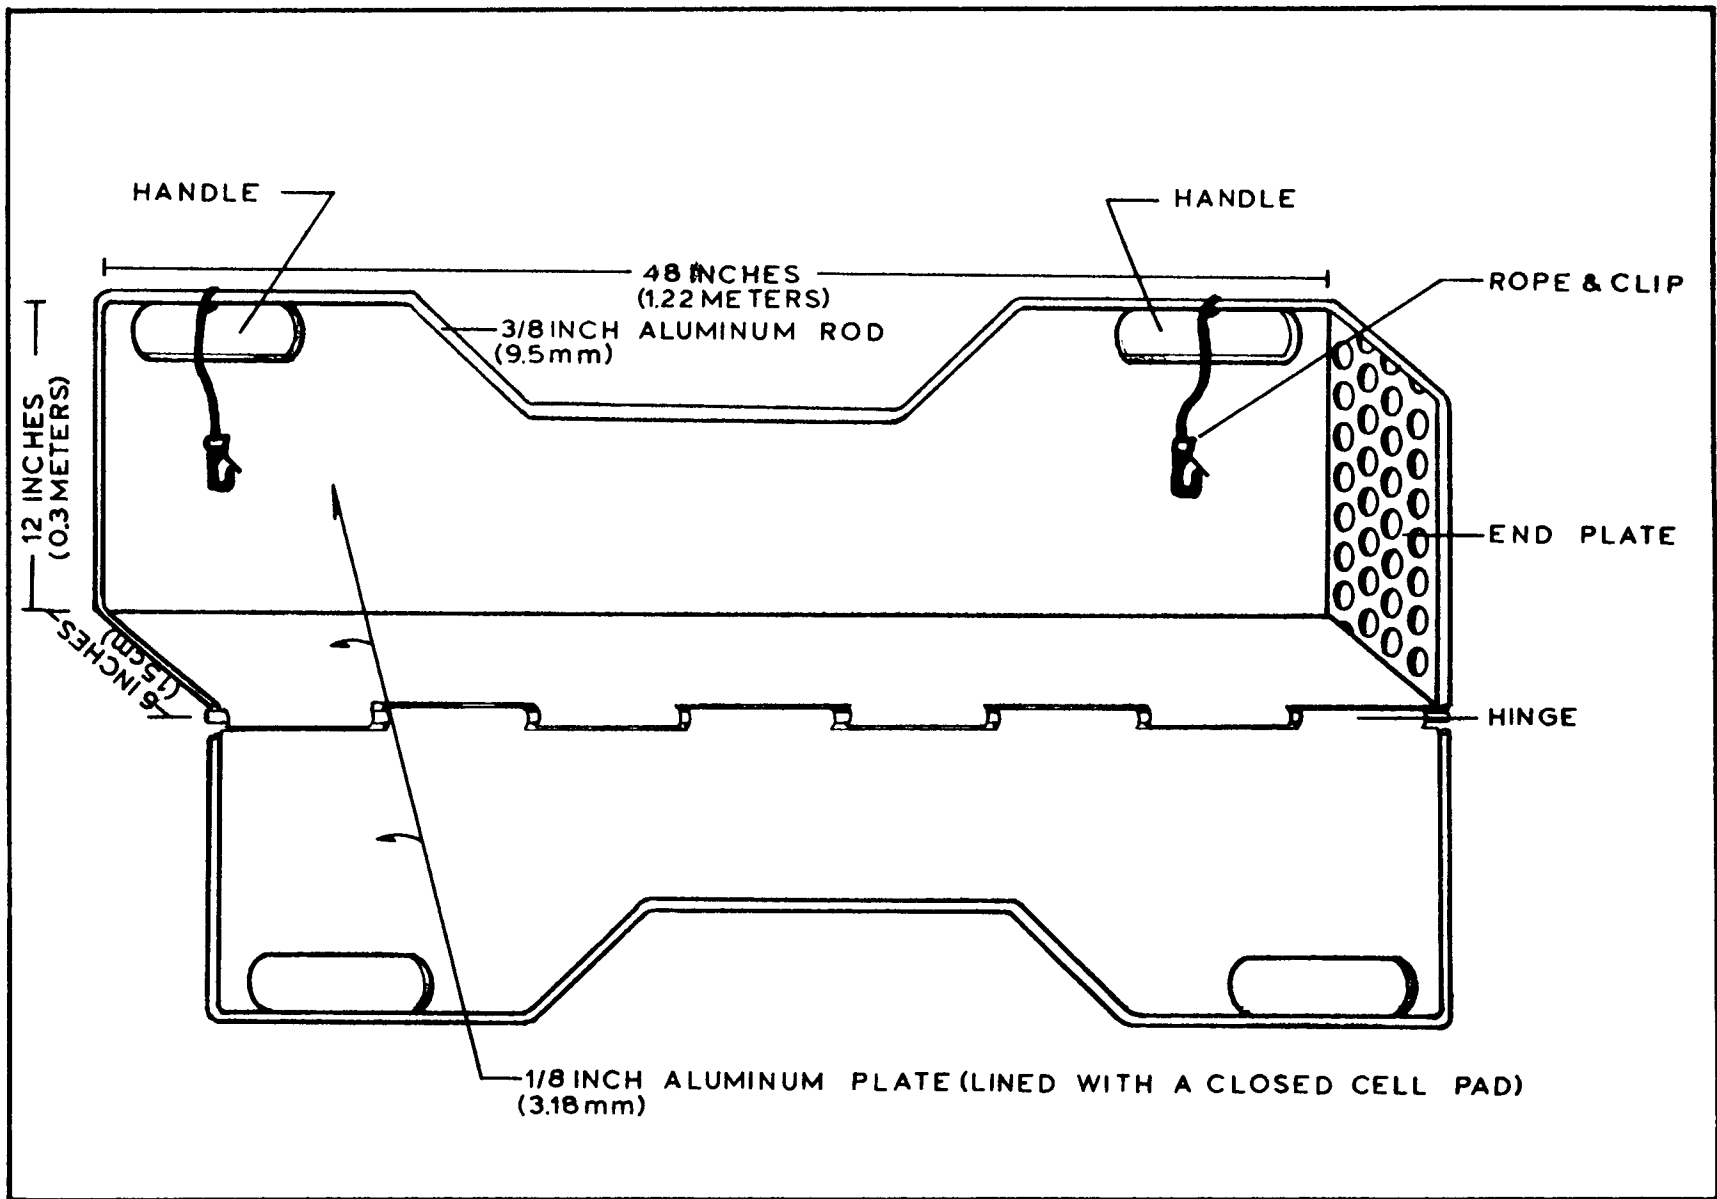 HANDLE
HANDLE
48 INCHES
(1.22 METERS)
ROPE & CLIP
3/8 INCH ALUMINUM ROD
(9.5mm)
12 INCHES
(0.3 METERS)
END PLATE
6 INCHES
(15cm)
HINGE
1/8 INCH ALUMINUM PLATE (LINED WITH A CLOSED CELL PAD)
(3.18mm)